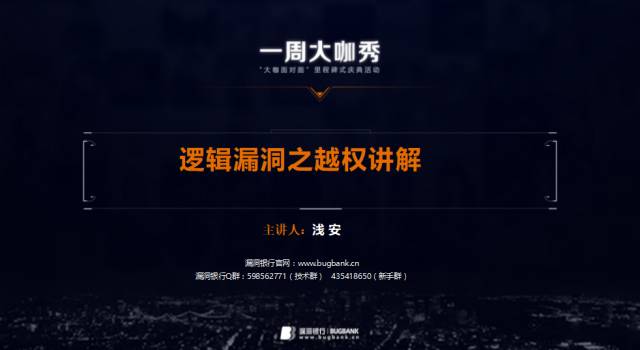 一周大咖秀
“大咖面对面”里程碑式庆典活动
逻辑漏洞之越权讲解
主讲人：浅安
漏洞银行官网：www.bugbank.cn
漏洞银行Q群：598562771（技术群） 435418650（新手群）
漏洞银行 | BUGBANK
www.bugbank.cn